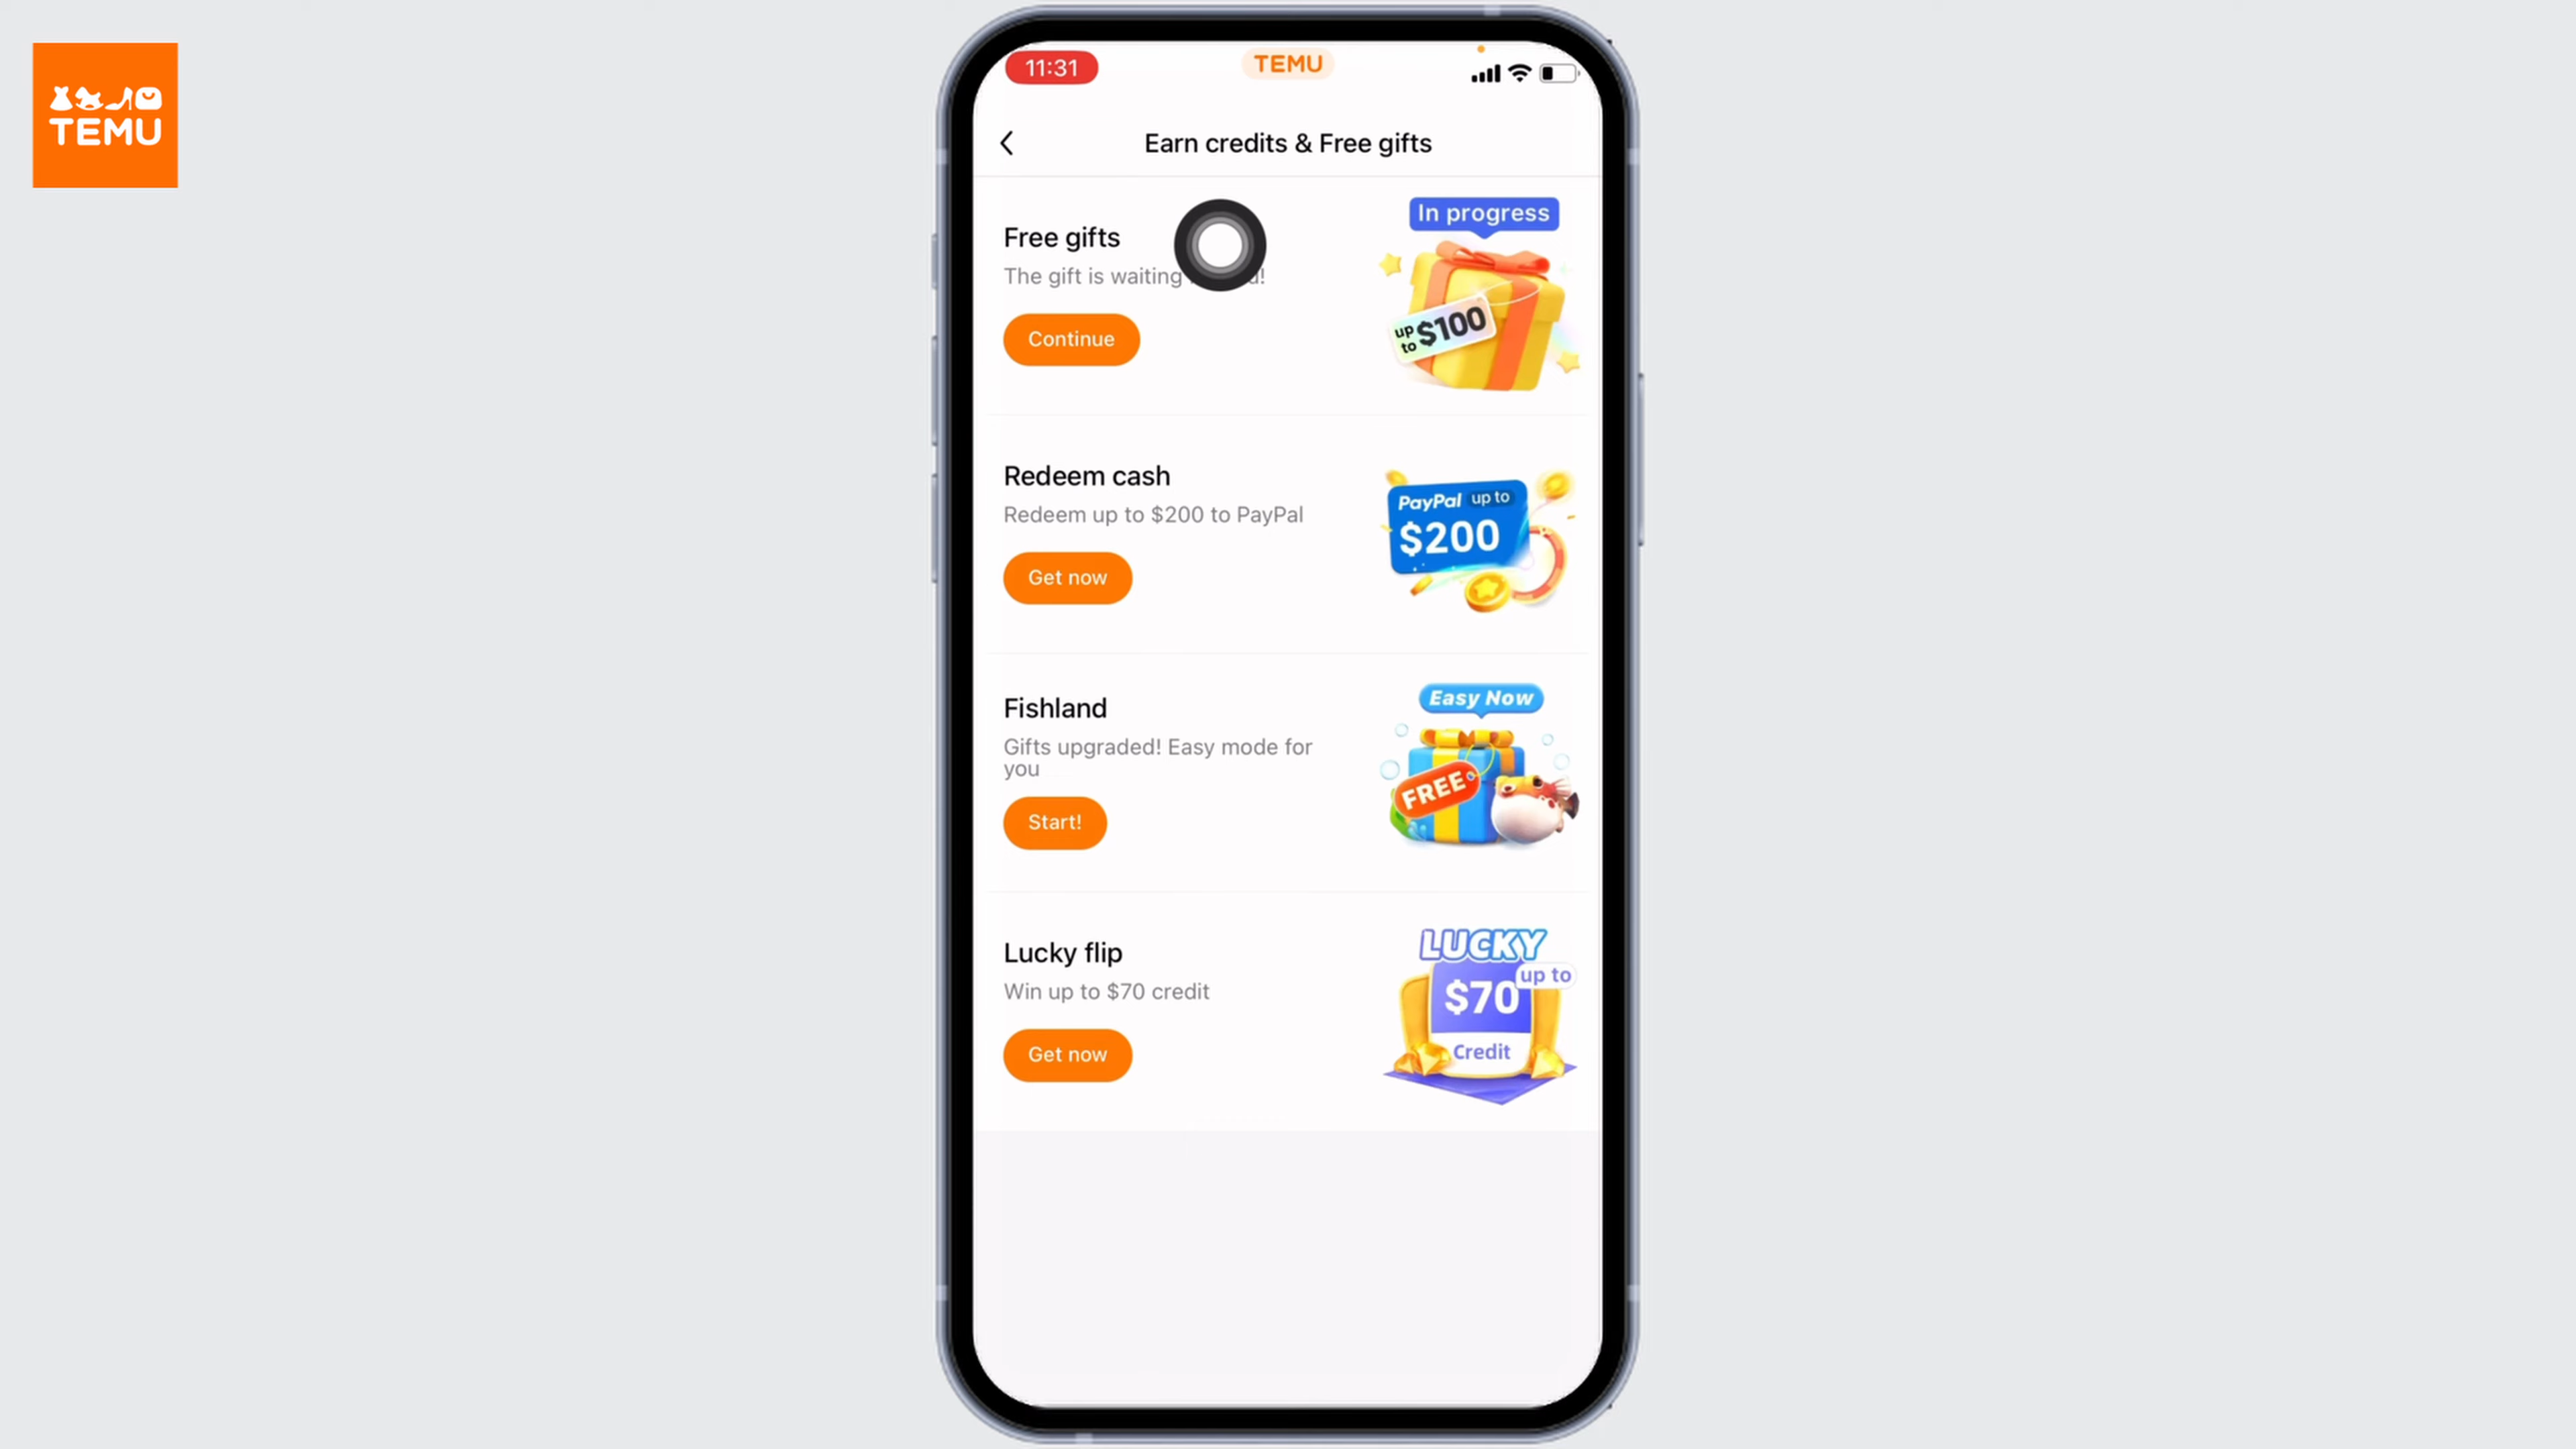 TEMU
11:31
TEMU
Earn credits & Free gifts
In progress
Free gifts
The gift is waiting
up to $100
Continue
Redeem cash
Redeem up to $200 to PayPal
PayPal up to
$200
Get now
Fishland
Gifts upgraded! Easy mode for
you
Easy Now
FREE
Start!
Lucky flip
Win up to $70 credit
LUCKY
up to
$70
Credit
Get now